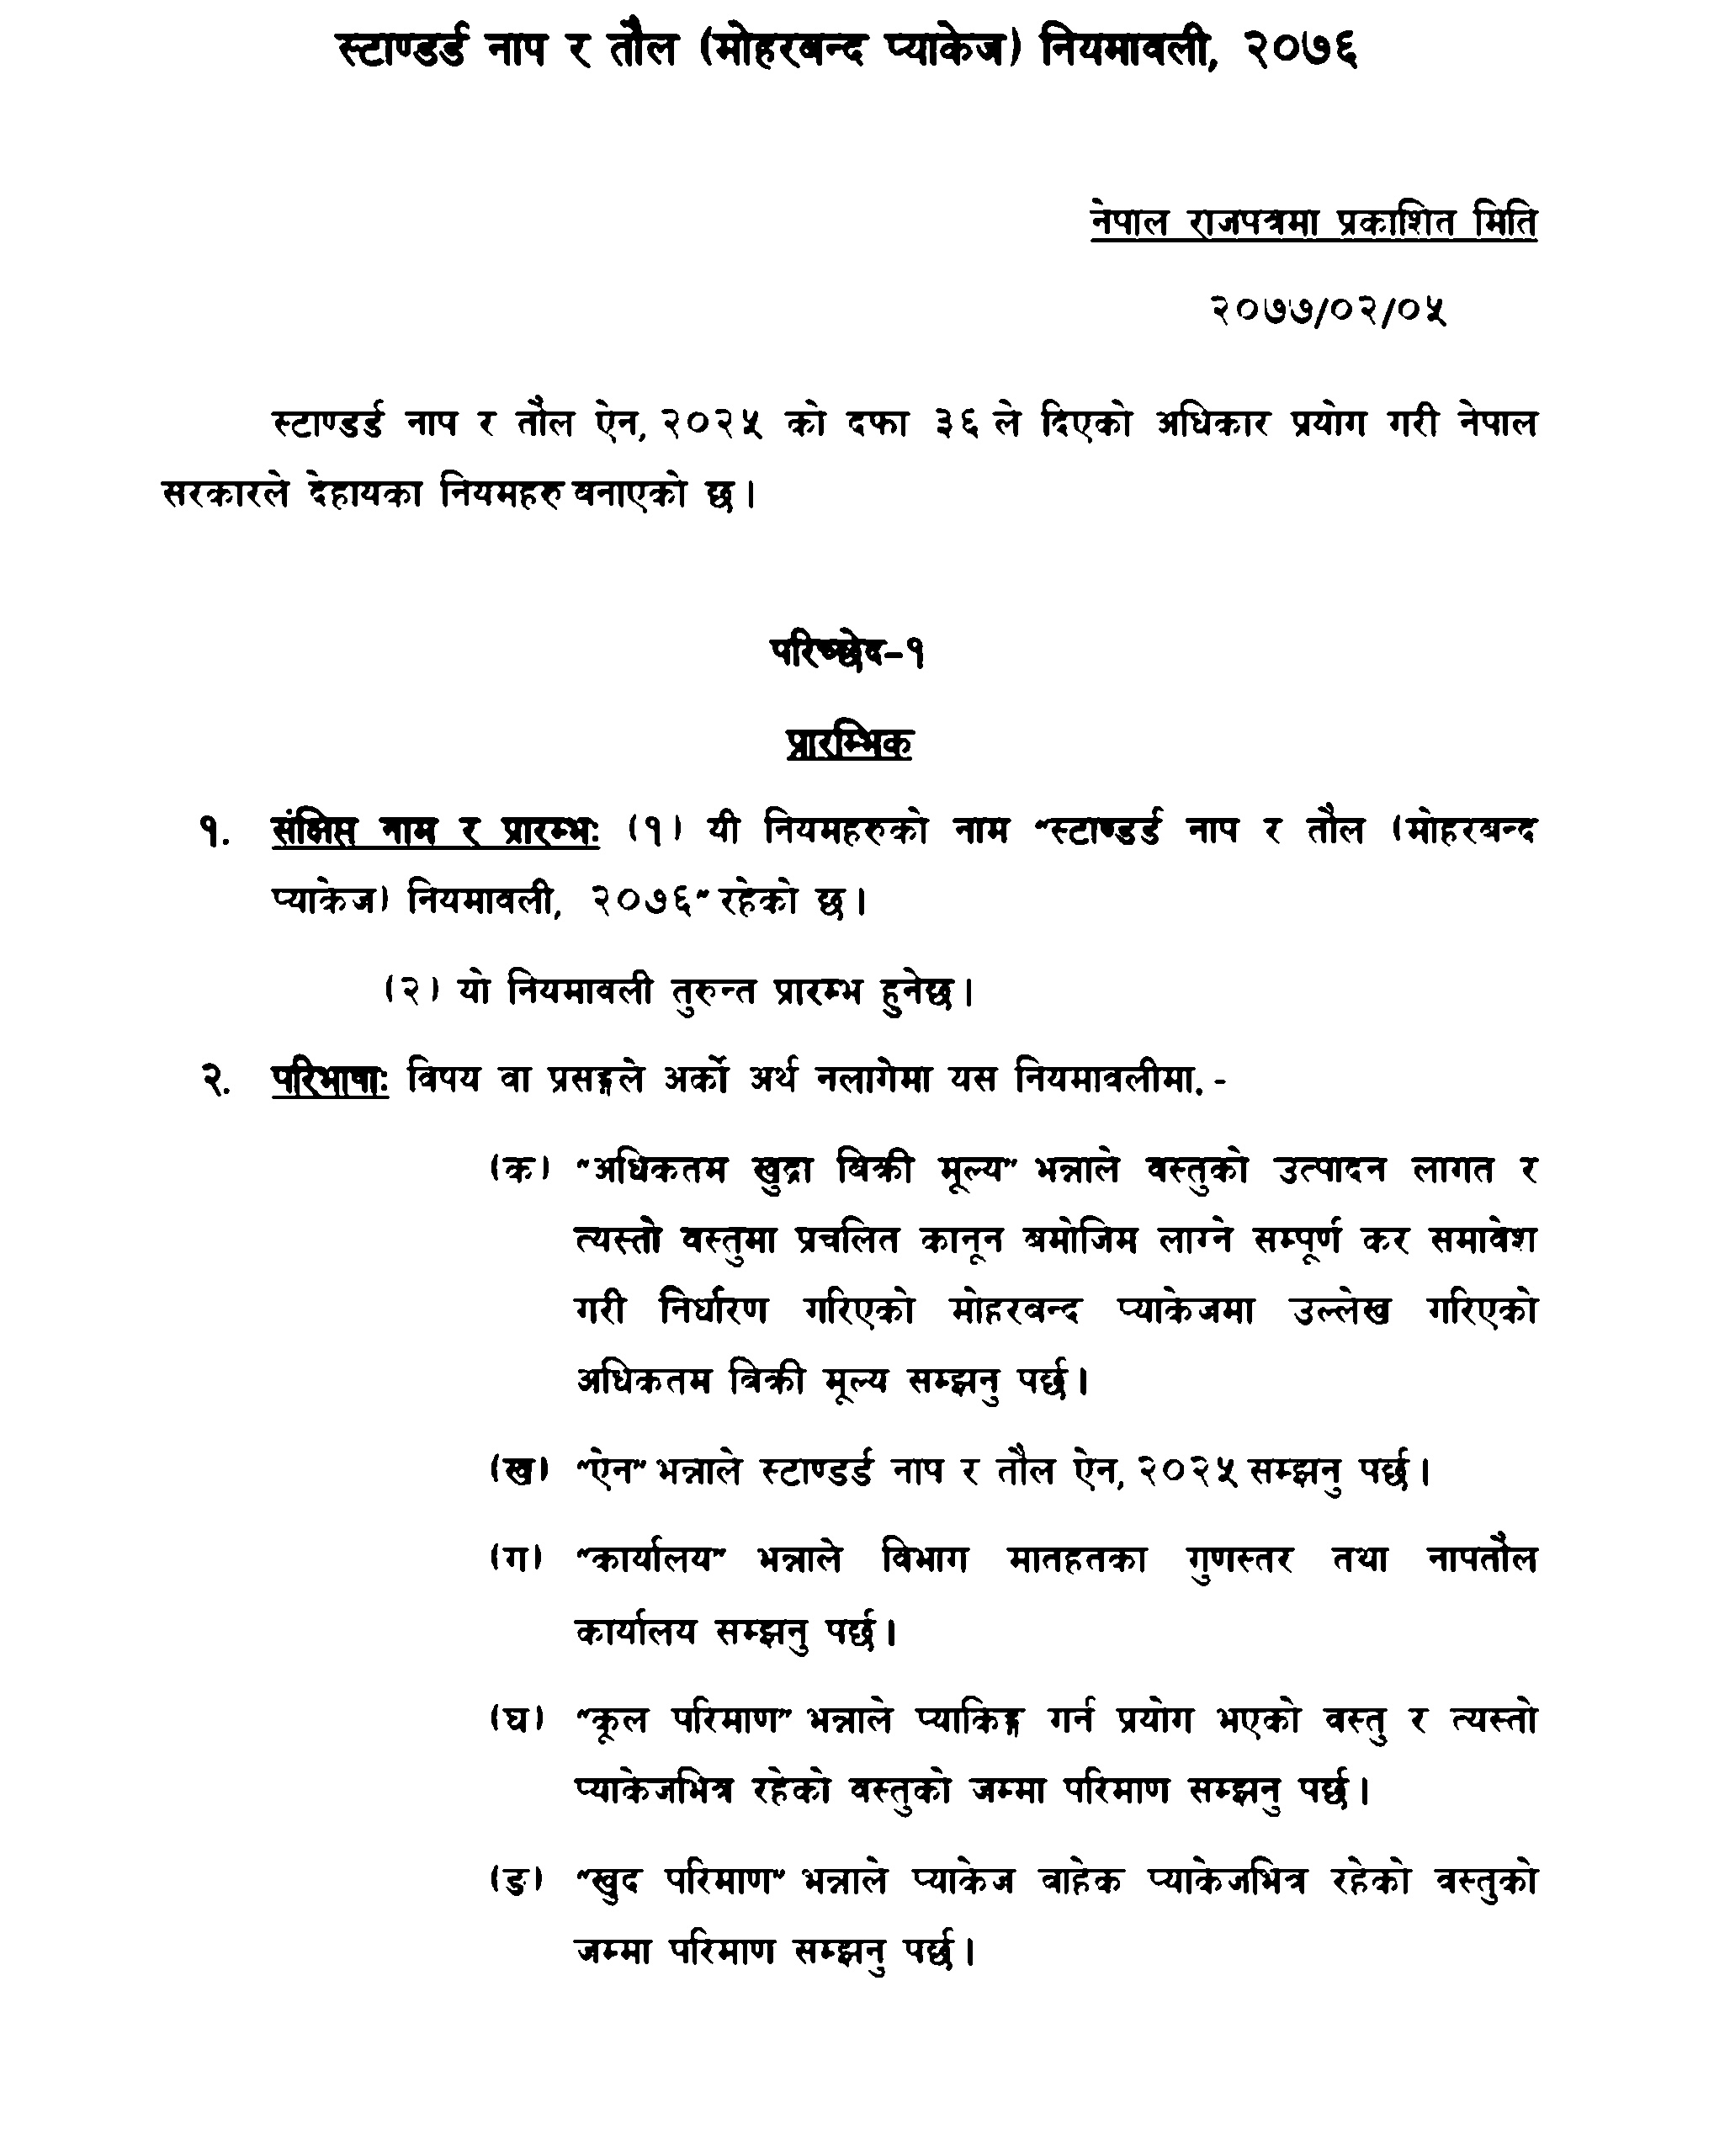 स्टाण्डर्ड नाप र तौल (मोहरबन्द प्याकेज) नियमावली, २०७६
नेपाल राजपत्रमा प्रकाशित मिति
२०७७/०२/०५
स्टाण्डर्ड नाप र तौल ऐन, २०२५ को दफा ३६ ले दिएको अधिकार प्रयोग गरी नेपाल
सरकारले देहायका नियमहरु बनाएको छ।
परिच्छेद-१
प्रारम्भिक
१. संक्षिप्त नाम र प्रारम्भः (१) यी नियमहरुको नाम "स्टाण्डर्ड नाप र तौल (मोहरबन्द
प्याकेज) नियमावली, २०७६" रहेको छ।
(२) यो नियमावली तुरुन्त प्रारम्भ हुनेछ।
२. परिभाषाः विषय वा प्रसङ्गले अर्को अर्थ नलागेमा यस नियमावलीमा,-
(क) "अधिकतम खुद्रा बिक्री मूल्य" भन्नाले वस्तुको उत्पादन लागत र
त्यस्तो वस्तुमा प्रचलित कानून बमोजिम लाग्ने सम्पूर्ण कर समावेश
गरी निर्धारण गरिएको मोहरबन्द प्याकेजमा उल्लेख गरिएको
अधिकतम बिक्री मूल्य सम्झनु पर्छ।
(ख) "ऐन" भन्नाले स्टाण्डर्ड नाप र तौल ऐन, २०२५ सम्झनु पर्छ।
(ग) "कार्यालय" भन्नाले विभाग मातहतका गुणस्तर तथा नापतौल
कार्यालय सम्झनु पर्छ।
(घ) "कूल परिमाण" भन्नाले प्याकिङ्ग गर्न प्रयोग भएको वस्तु र त्यस्तो
प्याकेजभित्र रहेको वस्तुको जम्मा परिमाण सम्झनु पर्छ।
(ङ) "खुद परिमाण" भन्नाले प्याकेज बाहेक प्याकेजभित्र रहेको वस्तुको
जम्मा परिमाण सम्झनु पर्छ।